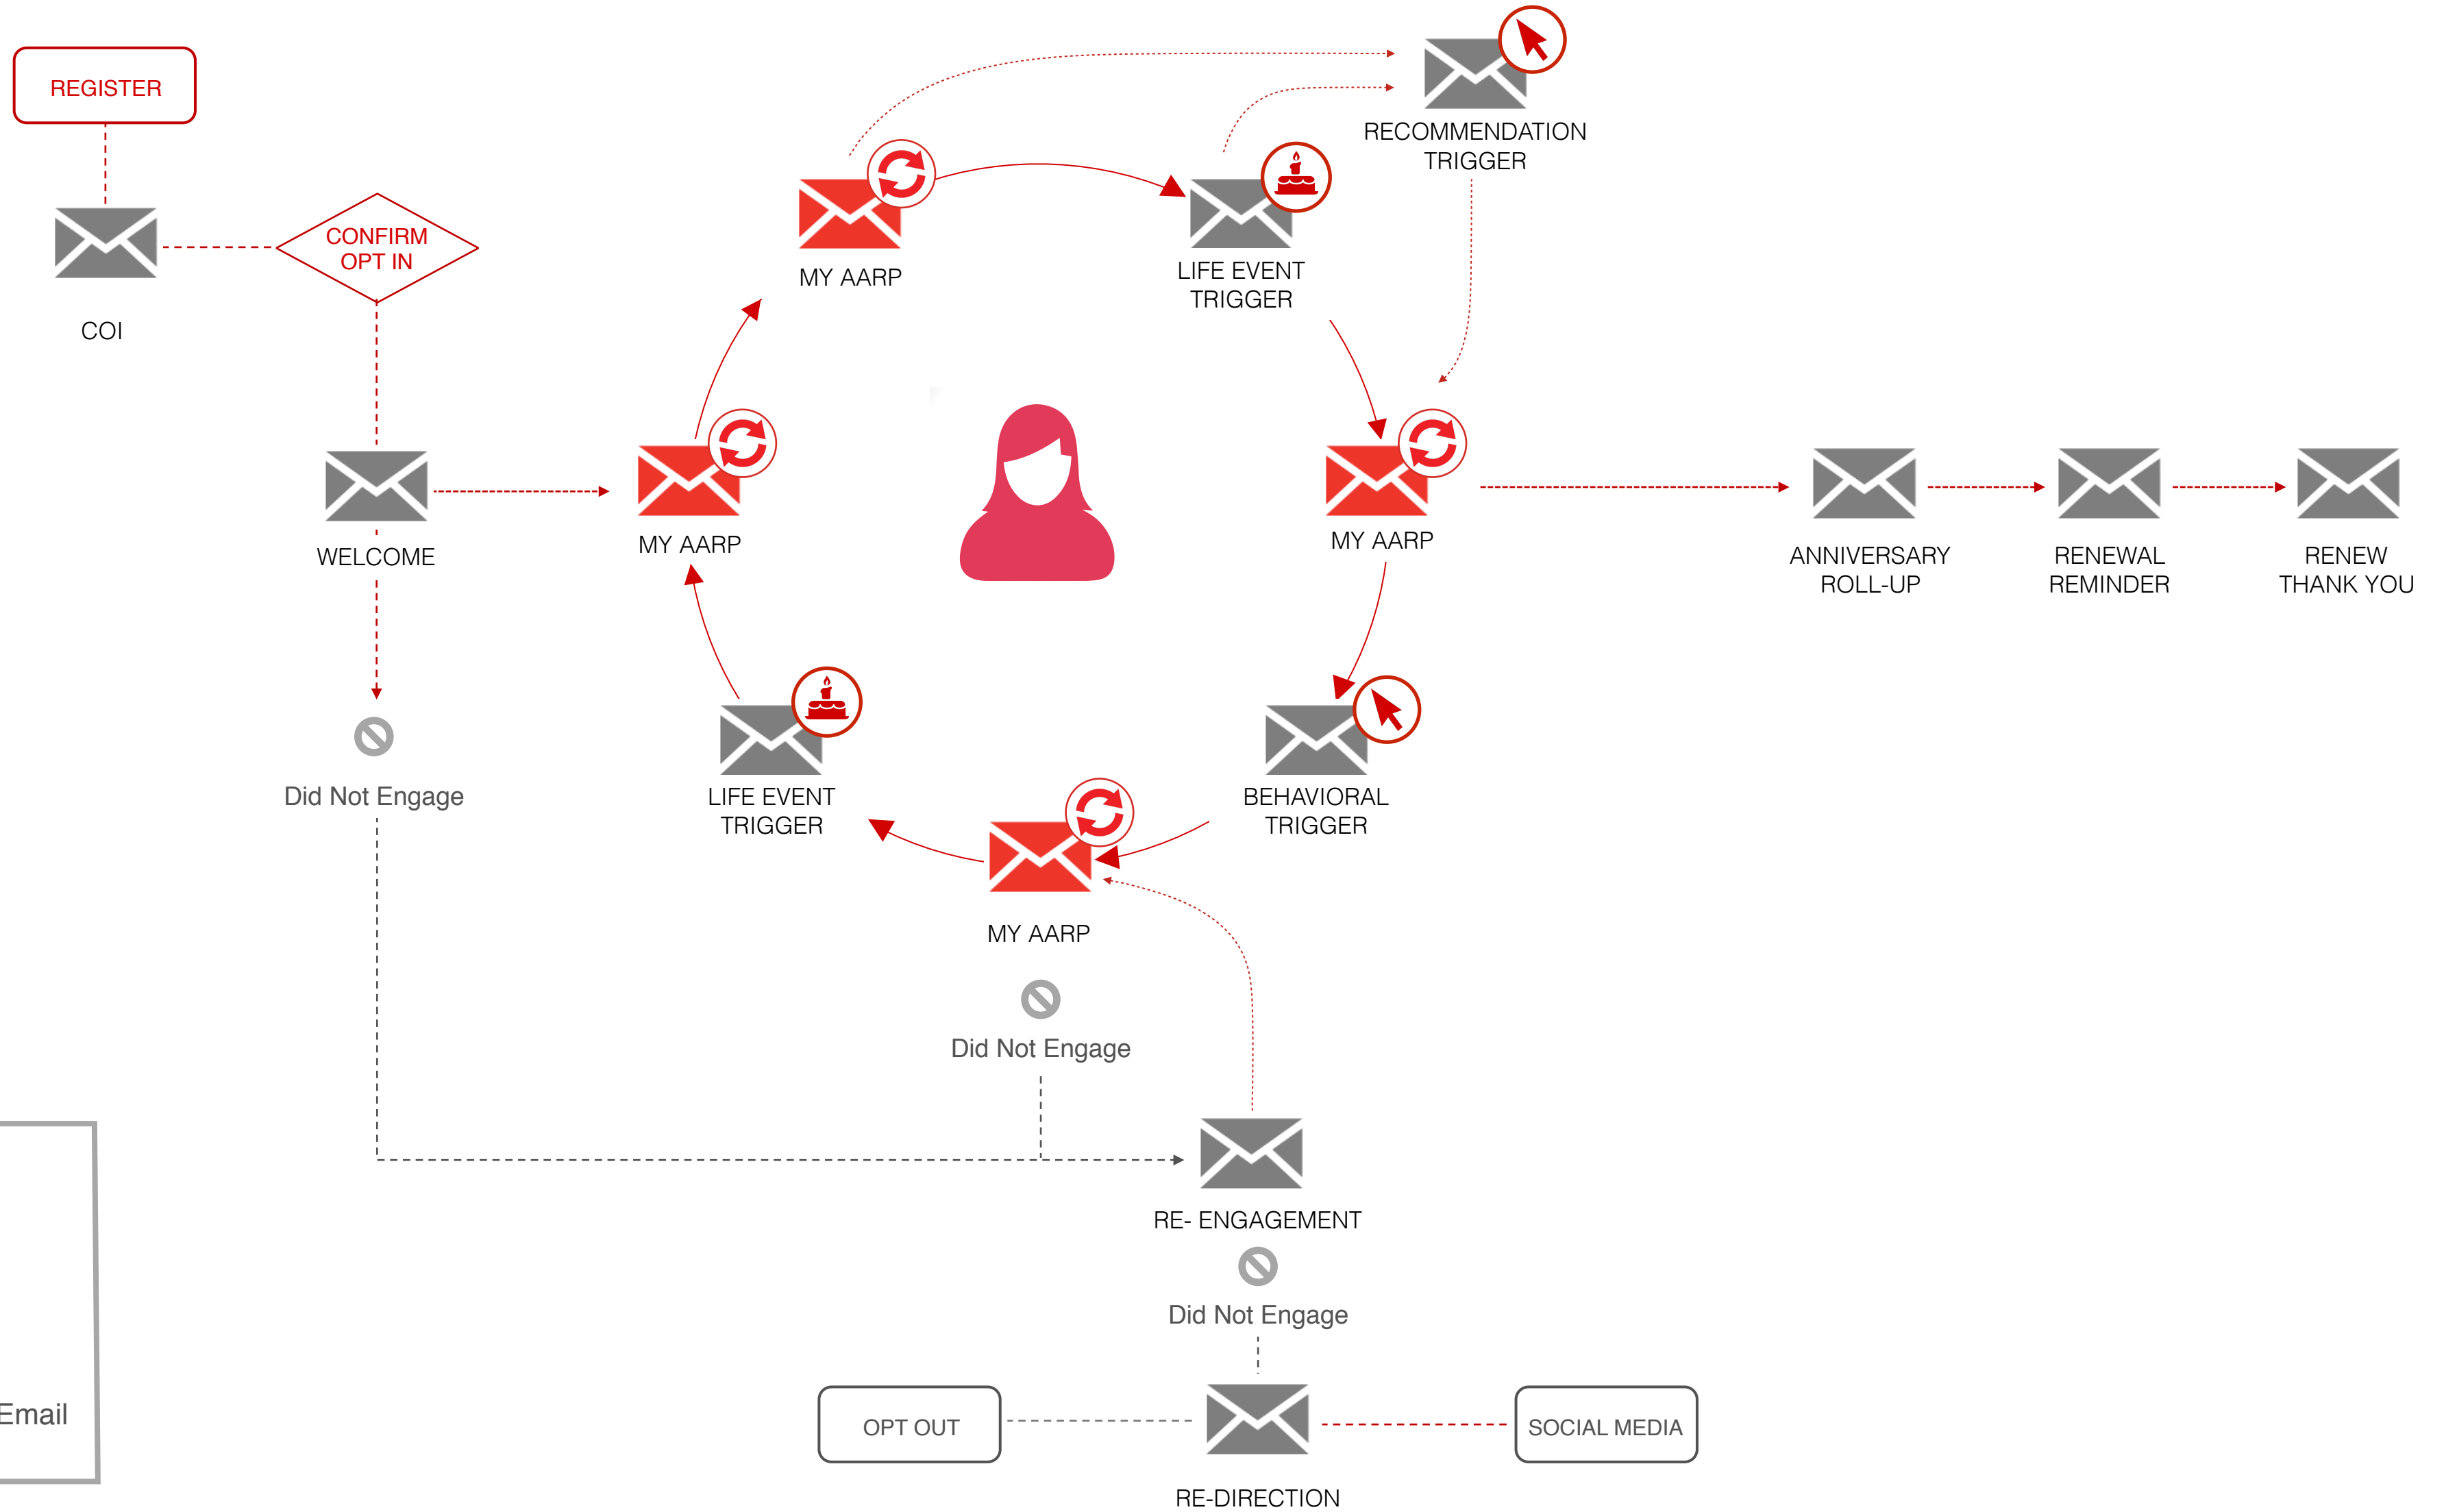 REGISTER
COI
CONFIRM
OPT IN
WELCOME
Did Not Engage
MY AARP
MY AARP
LIFE EVENT
TRIGGER
RECOMMENDATION
TRIGGER
MY AARP
BEHAVIORAL
TRIGGER
MY AARP
LIFE EVENT
TRIGGER
ANNIVERSARY
ROLL-UP
RENEWAL
REMINDER
RENEW
THANK YOU
Did Not Engage
RE- ENGAGEMENT
Did Not Engage
OPT OUT
RE-DIRECTION
SOCIAL MEDIA
Email